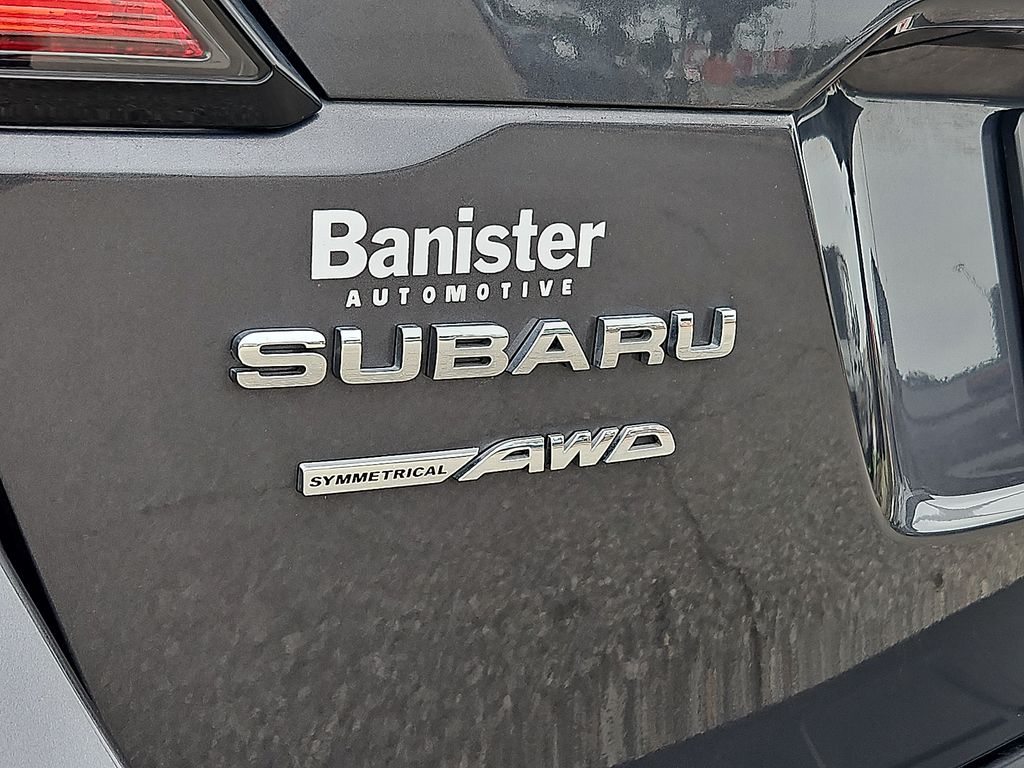 Banister
AUTOMOTIVE
SUBARU
SYMMETRICAL AWD